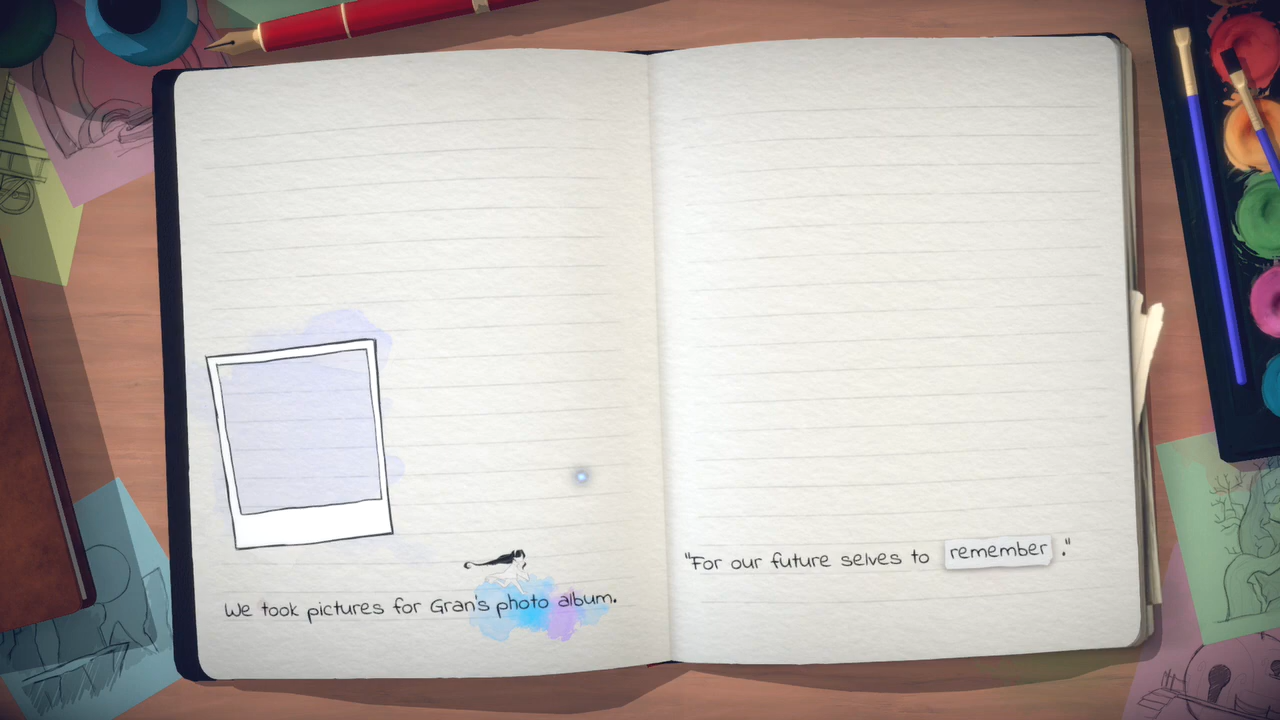 We took pictures for Gran's photo album.
"For our future selves to remember ."